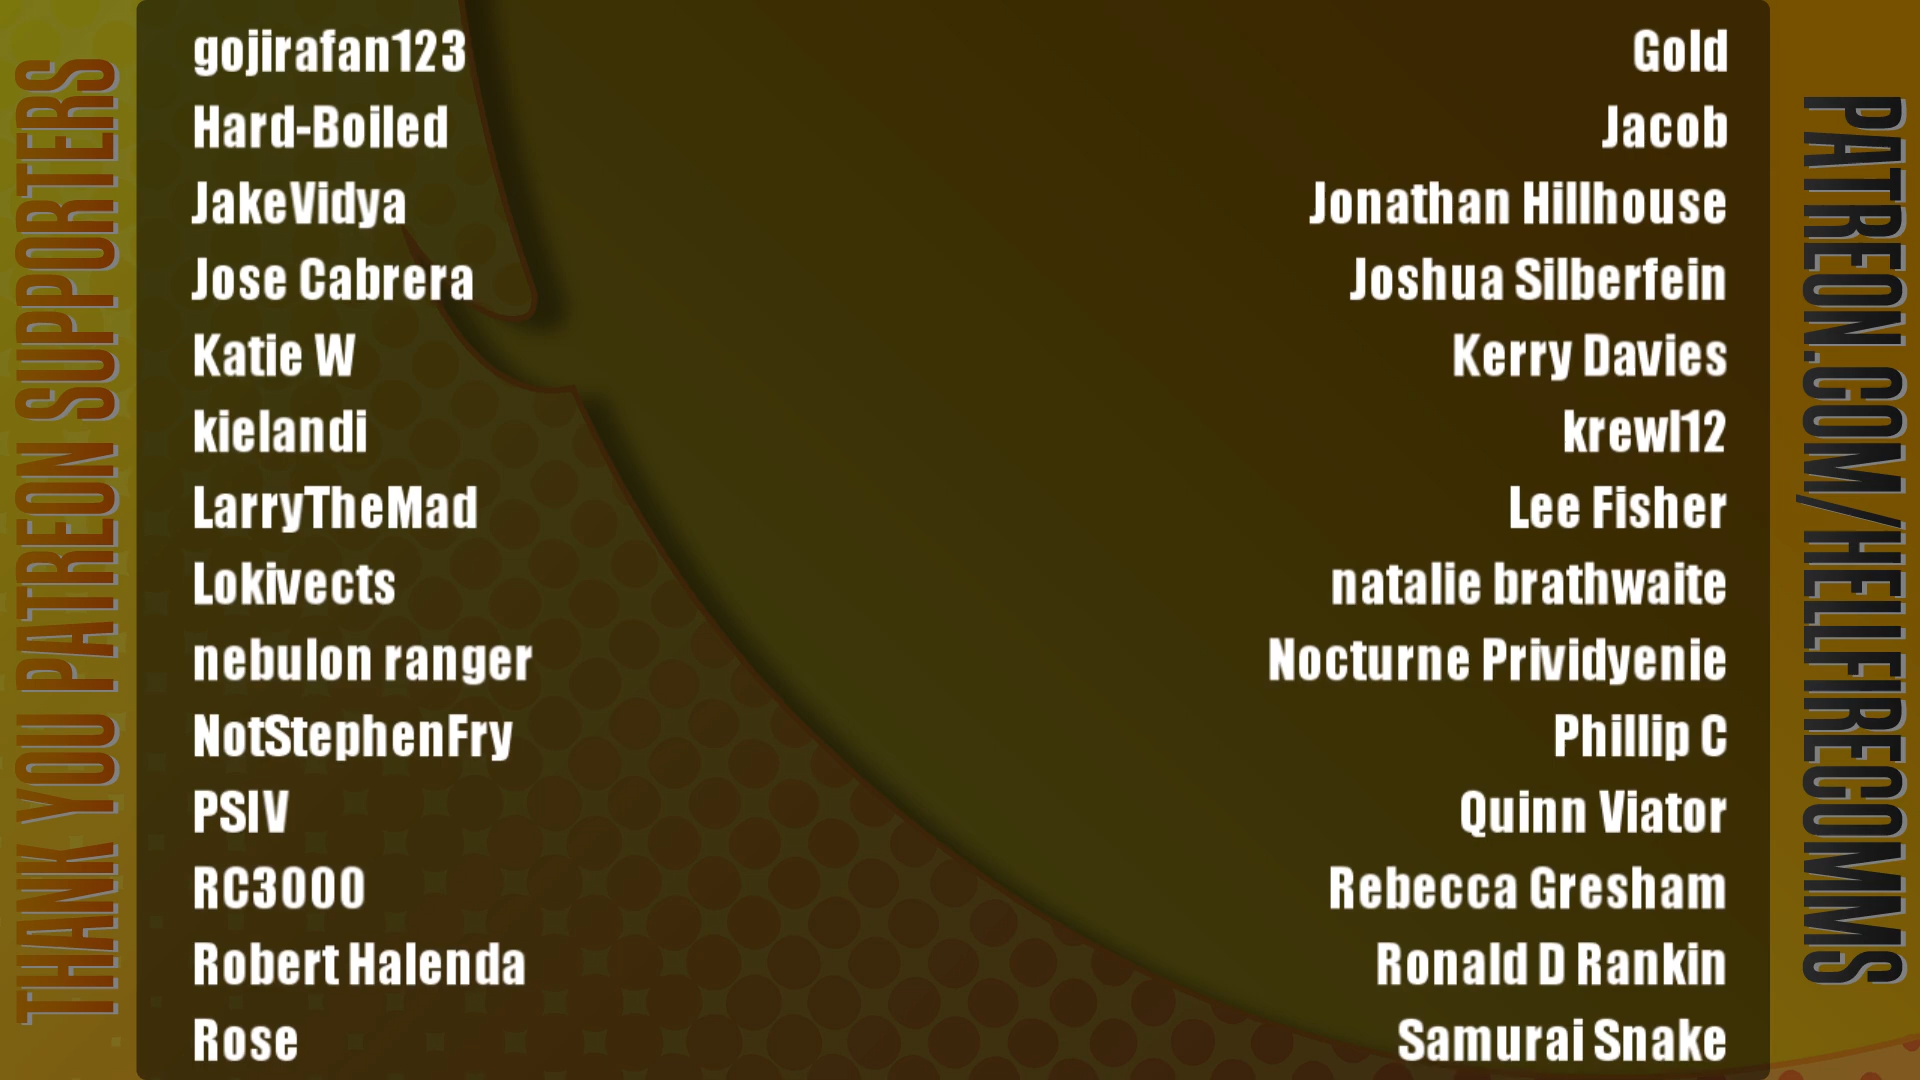 THANK YOU PATREON SUPPORTERS
gojirafan123
Hard-Boiled
JakeVidya
Jose Cabrera
Katie W
kielandi
LarryTheMad
Lokivects
nebulon ranger
NotStephenFry
PSIV
RC3000
Robert Halenda
Rose
Gold
Jacob
Jonathan Hillhouse
Joshua Silberfein
Kerry Davies
krewl12
Lee Fisher
natalie brathwaite
Nocturne Prividyenie
Phillip C
Quinn Viator
Rebecca Gresham
Ronald D Rankin
Samurai Snake
PATREON.COM/HELLFIRECOMMS